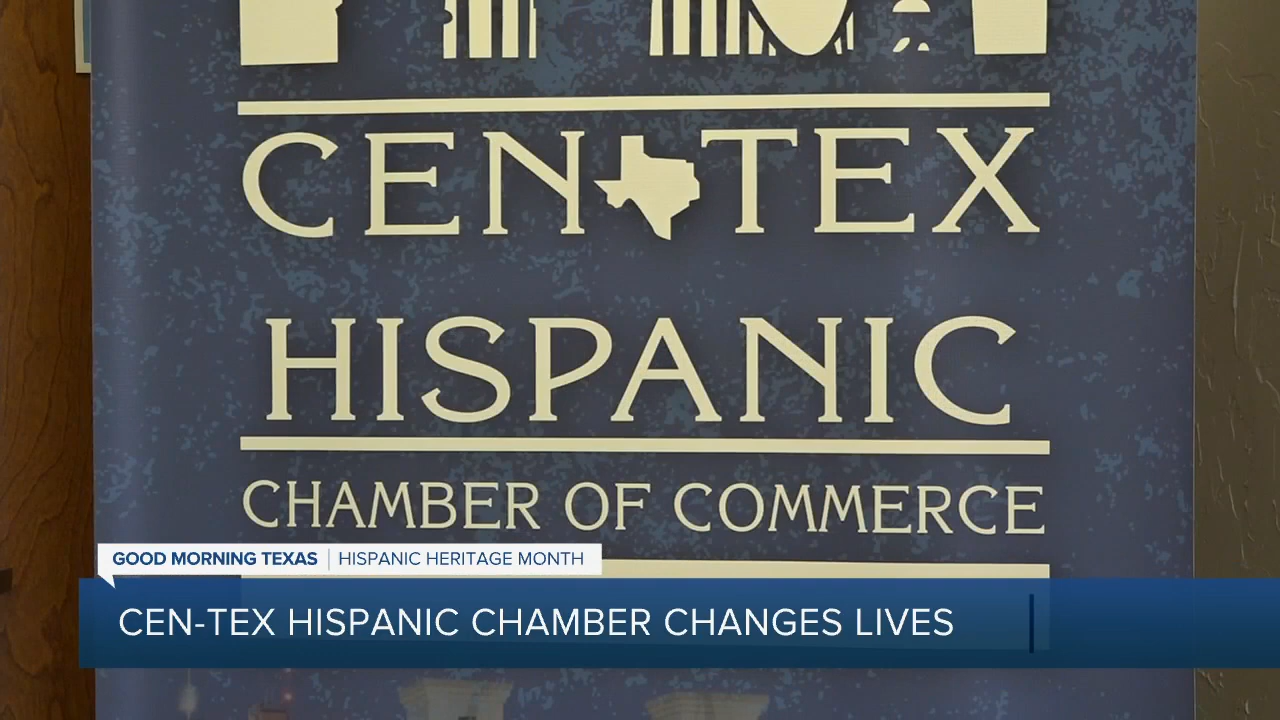 CEN TEX
HISPANIC
CHAMBER OF COMMERCE
GOOD MORNING TEXAS | HISPANIC HERITAGE MONTH
CEN-TEX HISPANIC CHAMBER CHANGES LIVES